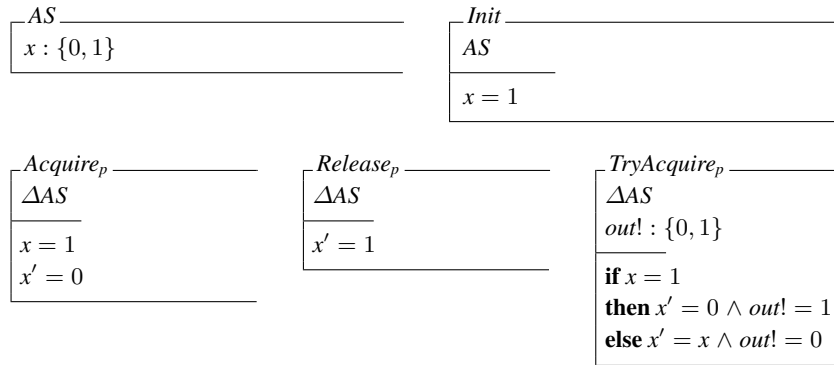 AS
x : {0, 1}
Init
AS
x = 1
Acquire_p
ΔAS
x = 1
x′ = 0
Release_p
ΔAS
x′ = 1
TryAcquire_p
ΔAS
out! : {0, 1}
if x = 1
then x′ = 0 ∧ out! = 1
else x′ = x ∧ out! = 0